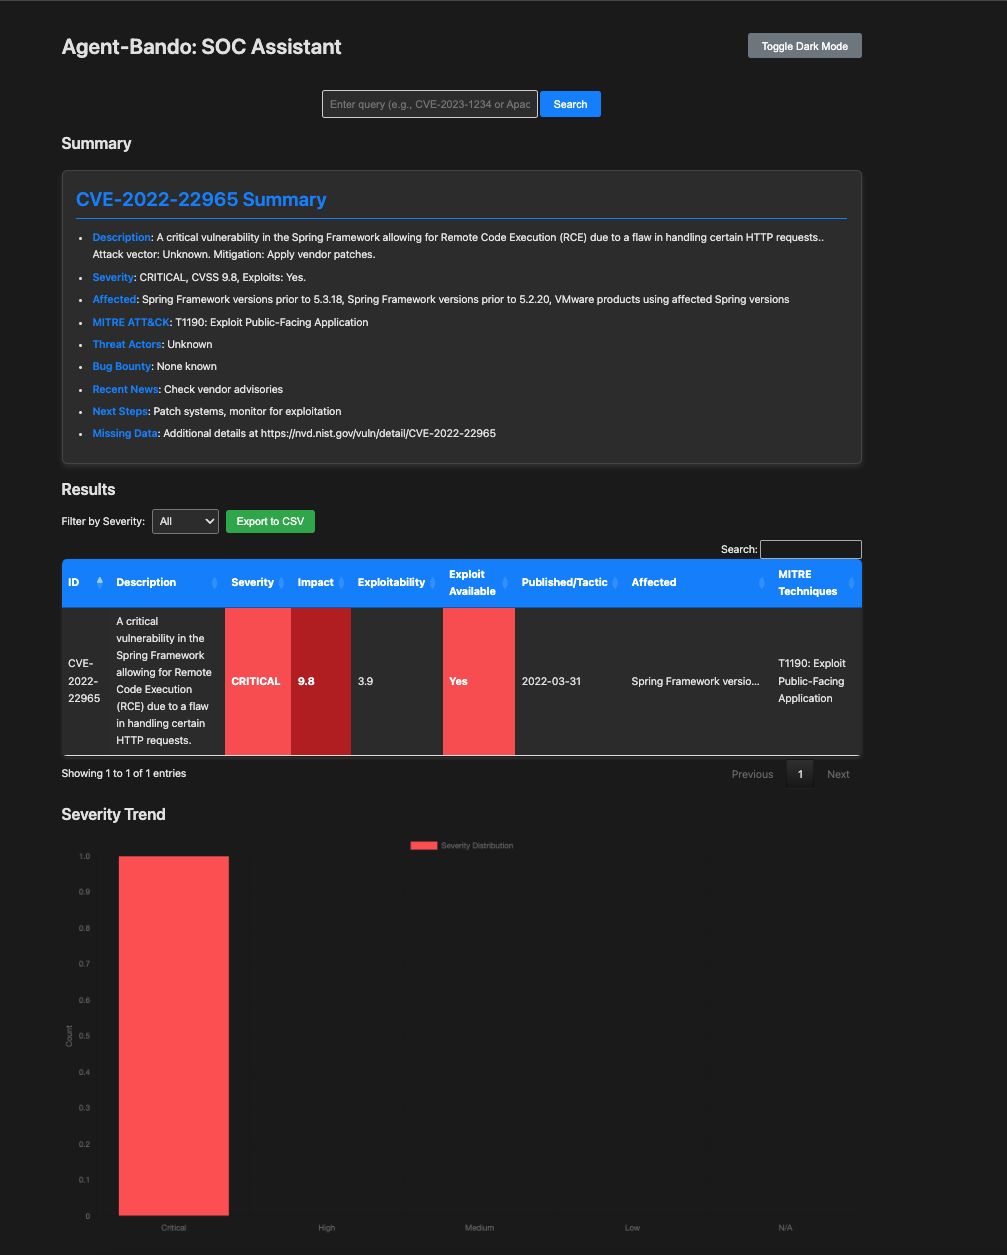 Agent-Bando: SOC Assistant
Toggle Dark Mode
Enter query (e.g., CVE-2023-1234 or Apac
Search
Summary
CVE-2022-22965 Summary
• Description: A critical vulnerability in the Spring Framework allowing for Remote Code Execution (RCE) due to a flaw in handling certain HTTP requests..
Attack vector: Unknown. Mitigation: Apply vendor patches.
• Severity: CRITICAL, CVSS 9.8, Exploits: Yes.
• Affected: Spring Framework versions prior to 5.3.18, Spring Framework versions prior to 5.2.20, VMware products using affected Spring versions
• MITRE ATT&CK: T1190: Exploit Public-Facing Application
• Threat Actors: Unknown
• Bug Bounty: None known
• Recent News: Check vendor advisories
• Next Steps: Patch systems, monitor for exploitation
• Missing Data: Additional details at https://nvd.nist.gov/vuln/detail/CVE-2022-22965
Results
Filter by Severity: All Export to CSV
Search:
ID
Description
Severity
Impact
Exploitability
Exploit
Available
Published/Tactic
Affected
MITRE
Techniques
CVE-
2022-
22965
A critical
vulnerability in the
Spring Framework
allowing for Remote
Code Execution
(RCE) due to a flaw
in handling certain
HTTP requests.
CRITICAL
9.8
3.9
Yes
2022-03-31
Spring Framework versio...
T1190: Exploit
Public-Facing
Application
Showing 1 to 1 of 1 entries
Previous 1 Next
Severity Trend
Severity Distribution
1.0
0.9
0.8
0.7
0.6
0.5
0.4
0.3
0.2
0.1
0
Count
Critical High Medium Low N/A